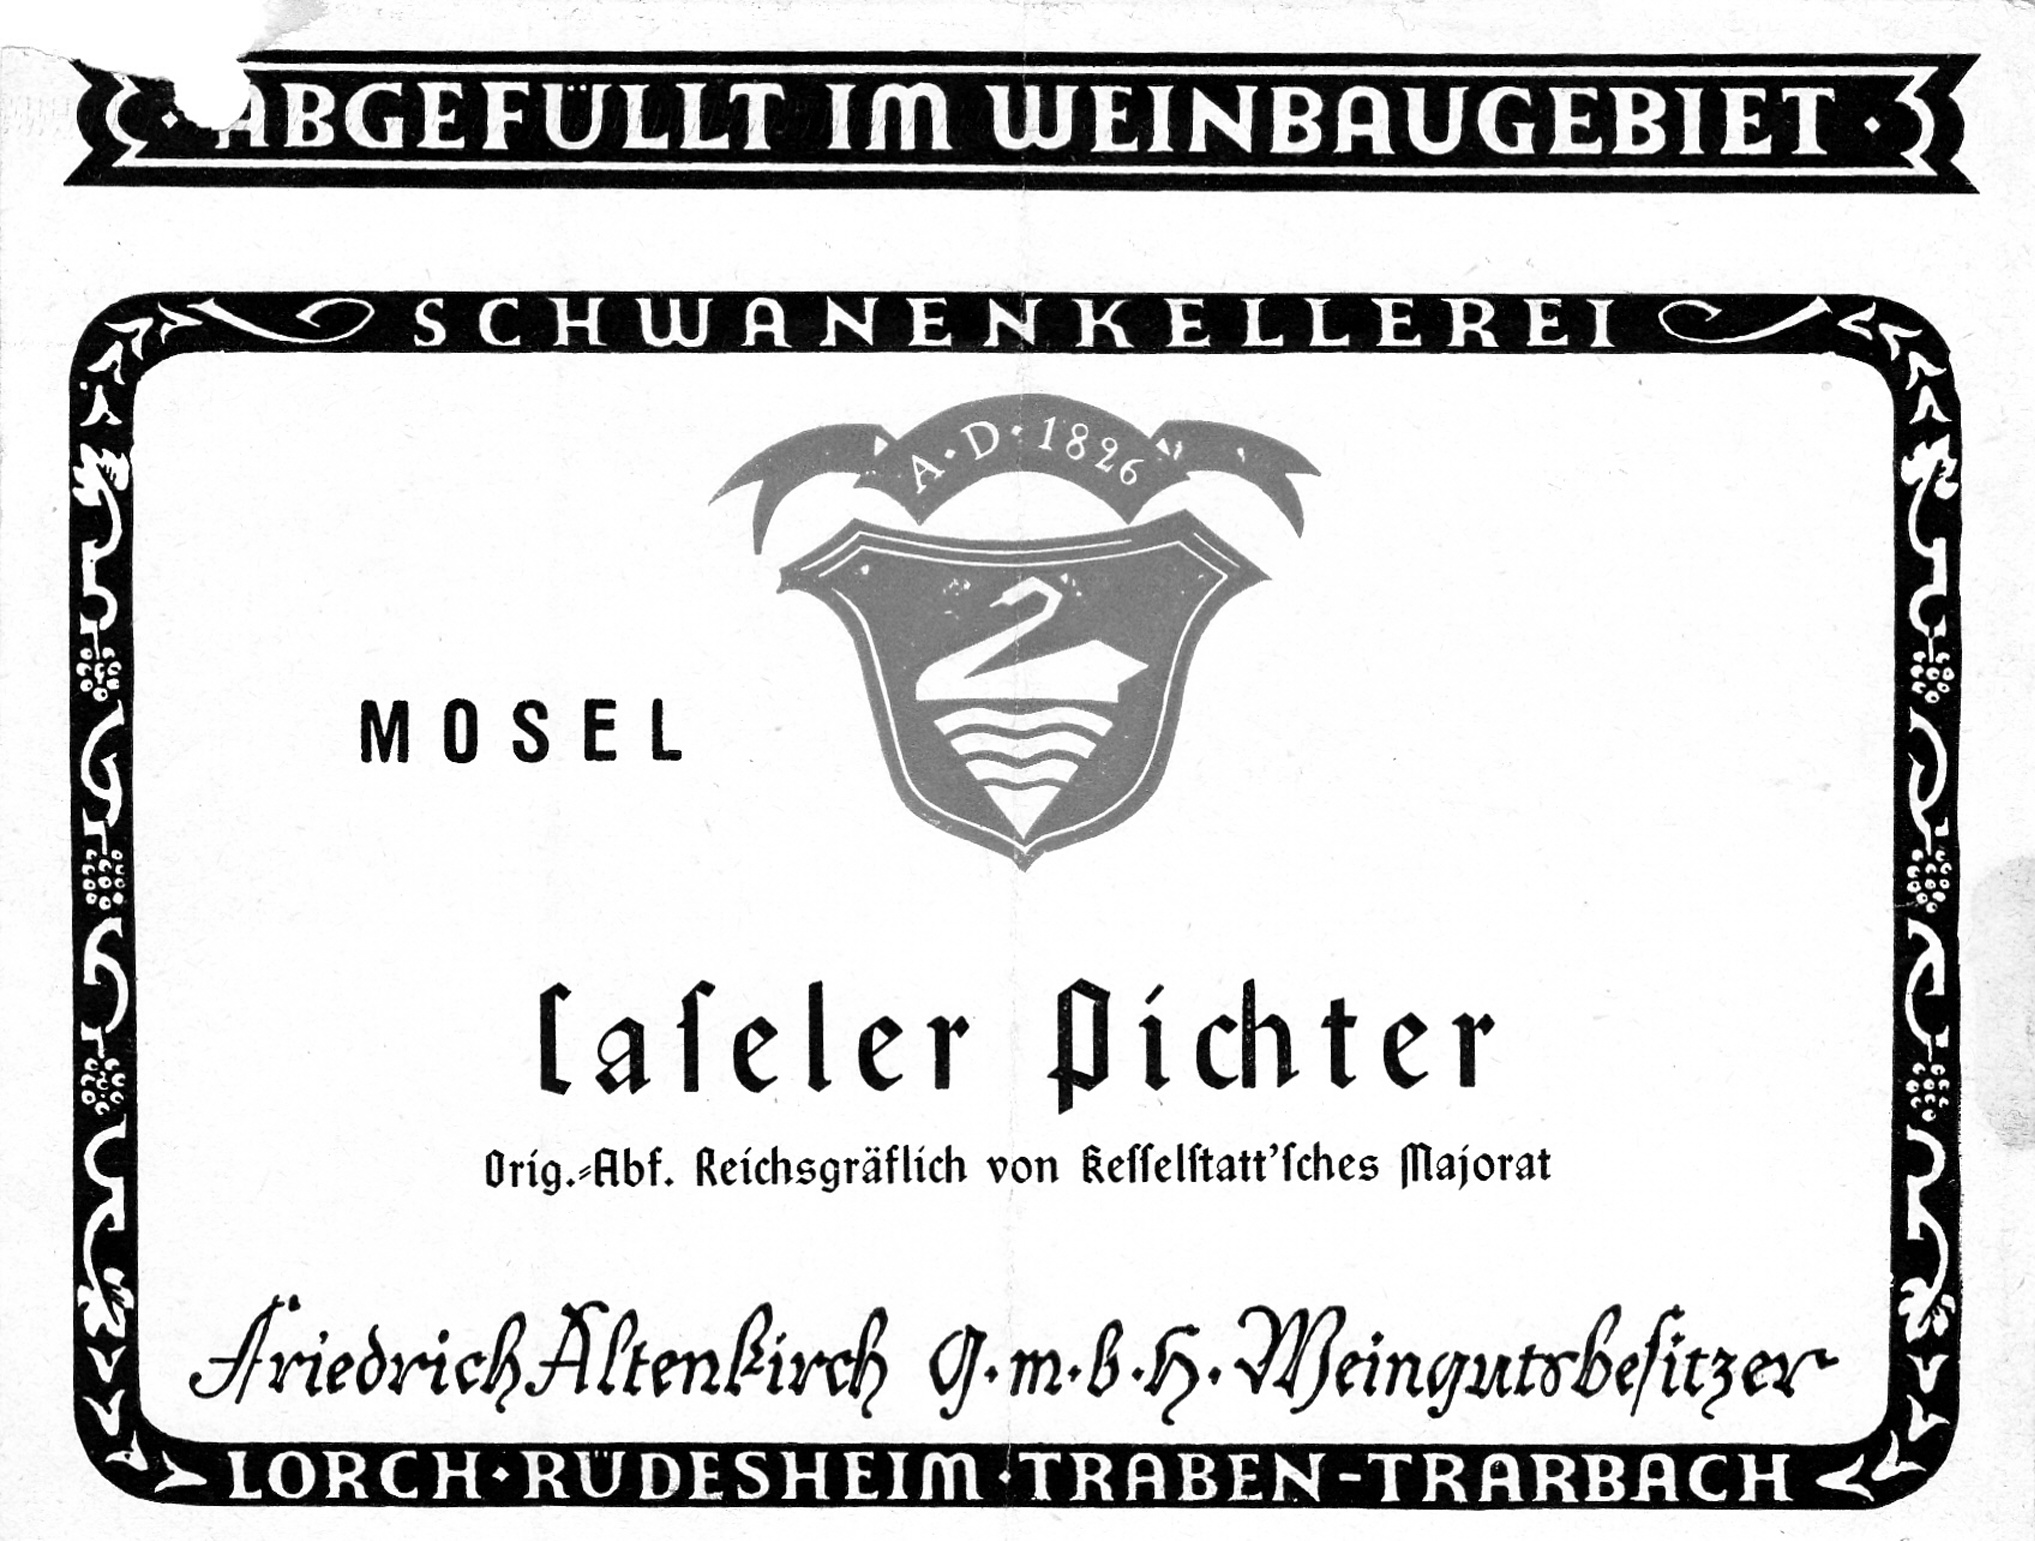 ABGEFÜLLT IM WEINBAUGEBIET
SCHWANENKELLEREI
A·D·1826
MOSEL
Caſeler Pichter
Orig.-Abf. Reichsgräflich von Keſſelſtatt'ſches Majorat
Friedrich Altenkirch G.m.b.H. Weingutsbeſitzer
LORCH·RÜDESHEIM·TRABEN-TRARBACH